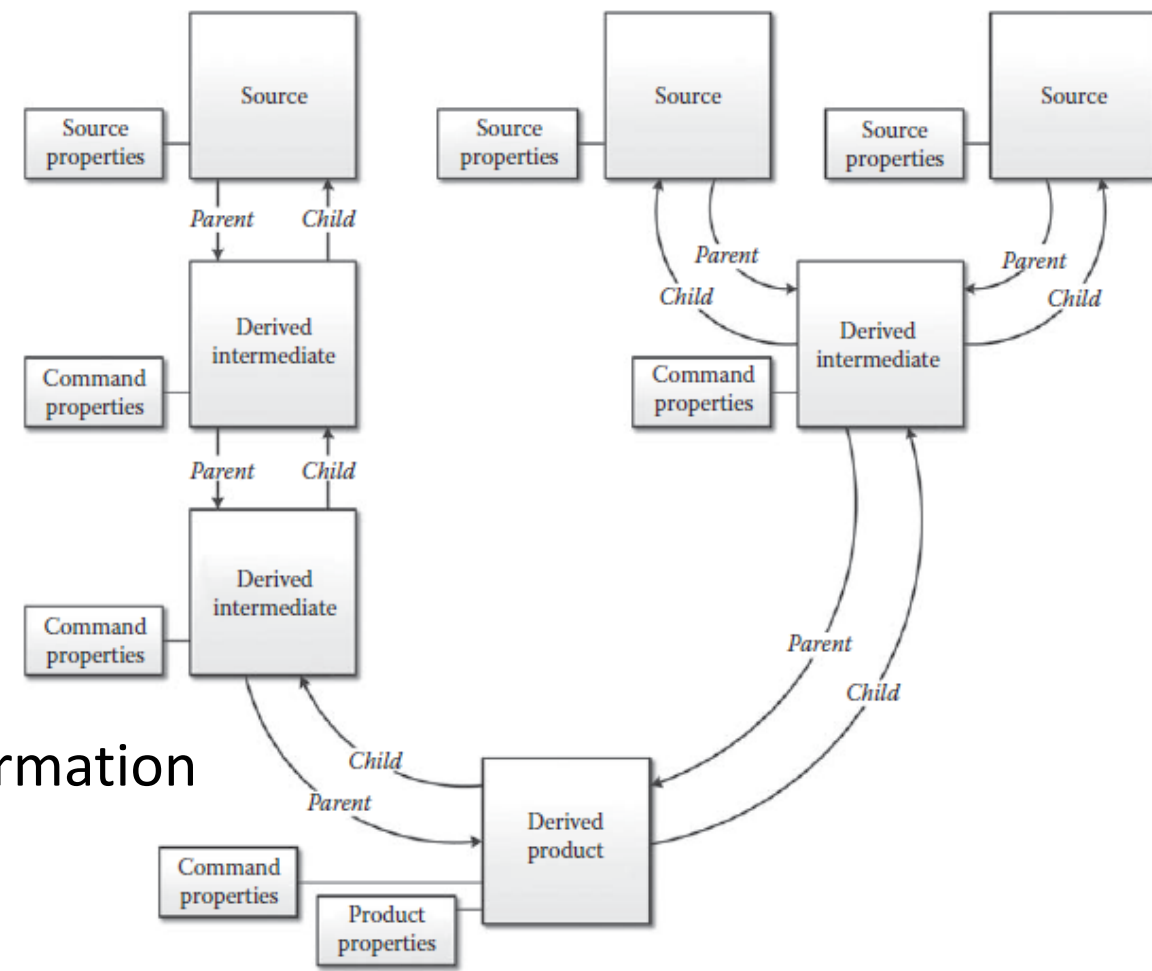 Source
Source
Source
Source
properties
Source
properties
Source
properties
Parent
Child
Parent
Child
Parent
Child
Derived
intermediate
Derived
intermediate
Command
properties
Command
properties
Parent
Child
Derived
intermediate
Command
properties
Parent
Child
rmation
Child
Parent
Derived
product
Command
properties
Product
properties